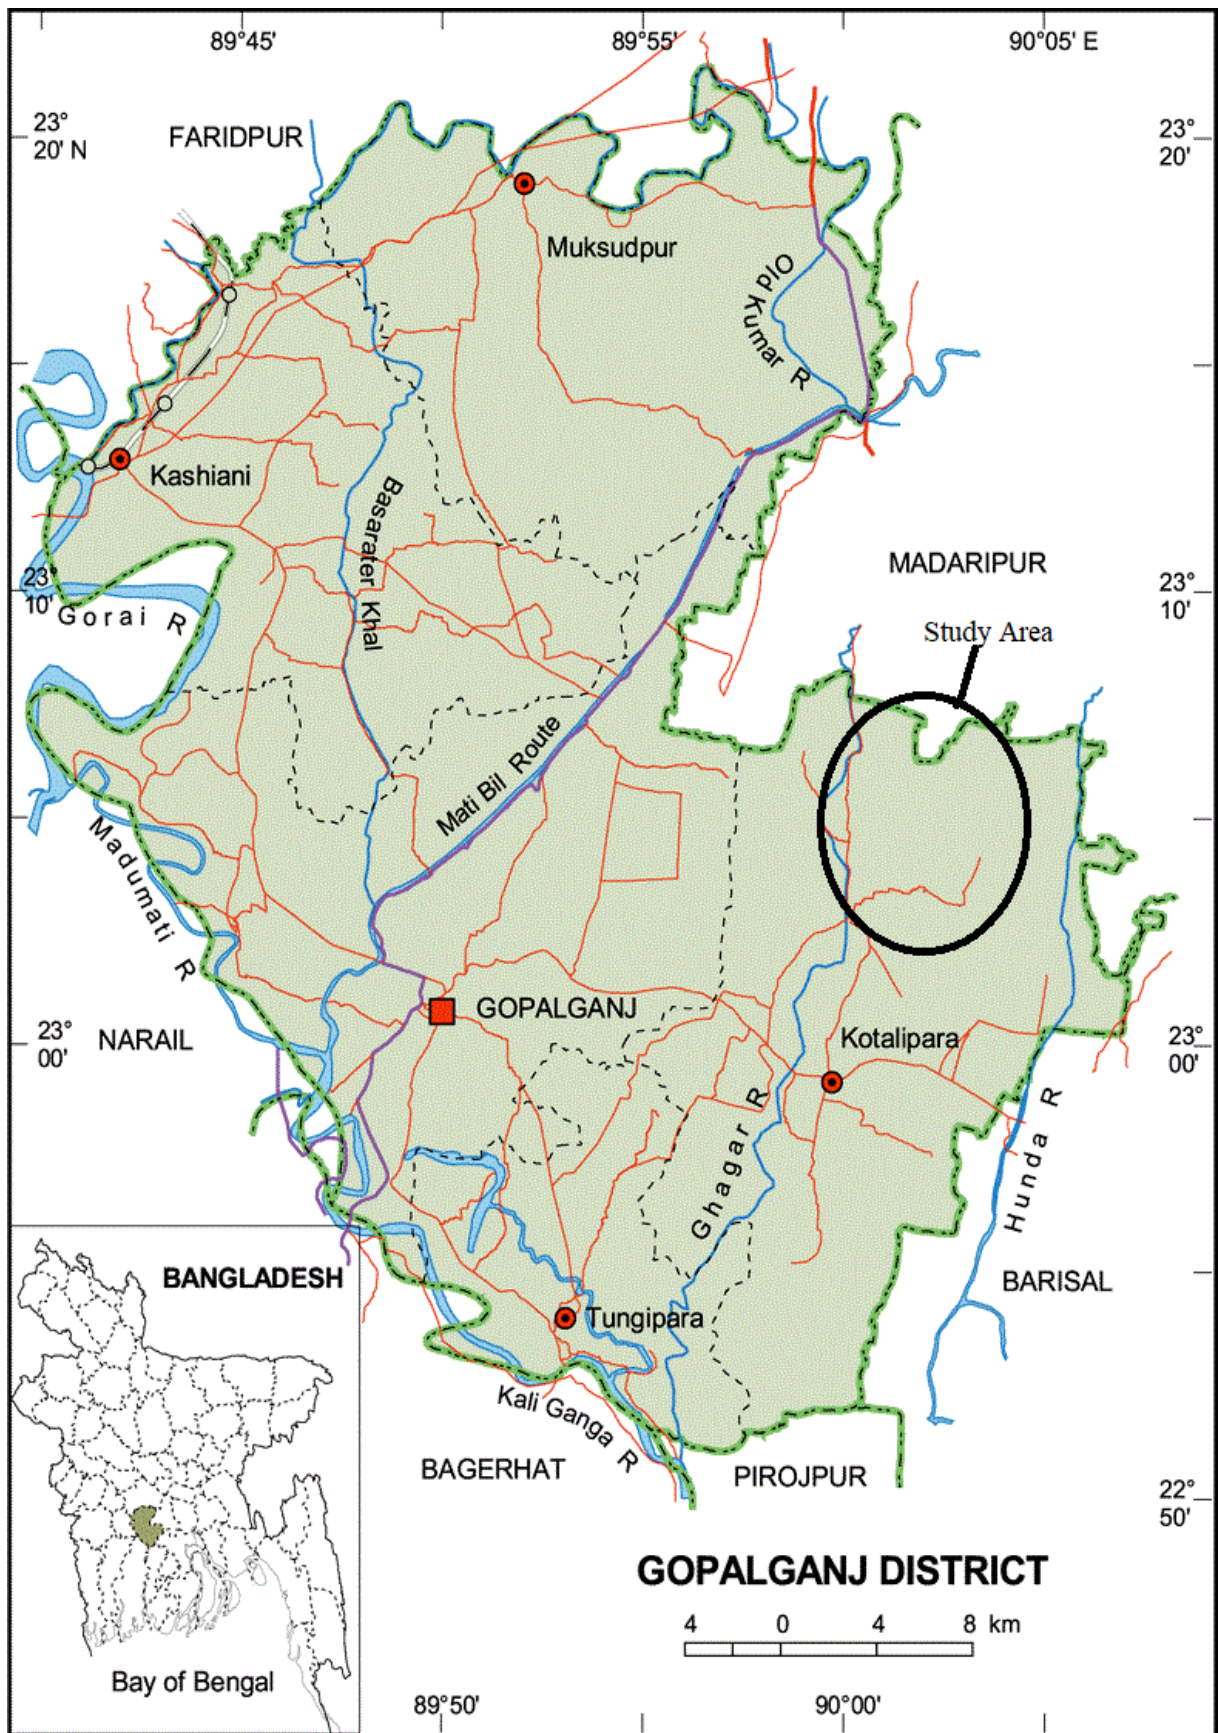 89°45'
89°55'
90°05' E
23°
20' N
23°
20'
FARIDPUR
Muksudpur
Old Kumar R
Kashiani
Basarater Khal
MADARIPUR
23°
10'
23°
10'
Gorai R
Study Area
Mati Bil Route
Madumati R
GOPALGANJ
NARAIL
Kotalipara
23°
00'
23°
00'
Ghagar R
Hunda R
BANGLADESH
BARISAL
Tungipara
Kali Ganga R
BAGERHAT
PIROJPUR
22°
50'
GOPALGANJ DISTRICT
4 0 4 8 km
Bay of Bengal
89°50'
90°00'